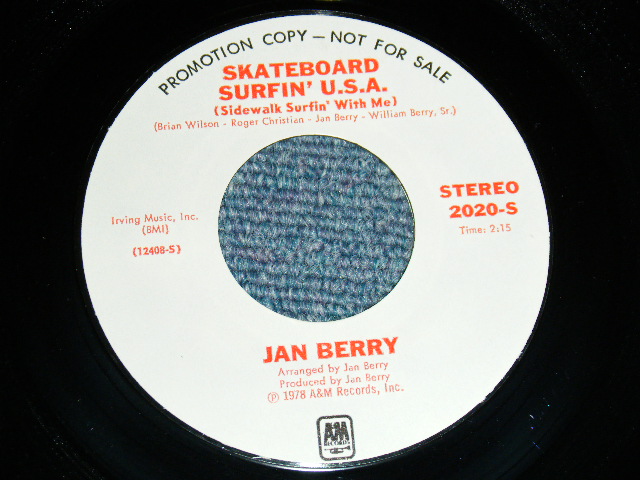 PROMOTION COPY — NOT FOR SALE
SKATEBOARD
SURFIN' U.S.A.
(Sidewalk Surfin' With Me)
(Brian Wilson - Roger Christian - Jan Berry - William Berry, Sr.)
Irving Music, Inc.
(BMI)
(12408-S)
STEREO
2020-S
Time: 2:15
JAN BERRY
Arranged by Jan Berry
Produced by Jan Berry
℗ 1978 A&M Records, Inc.
A&M
RECORDS